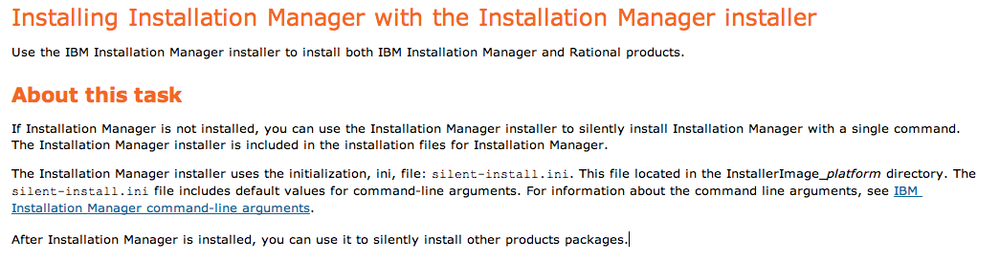 Installing Installation Manager with the Installation Manager installer
Use the IBM Installation Manager installer to install both IBM Installation Manager and Rational products.
About this task
If Installation Manager is not installed, you can use the Installation Manager installer to silently install Installation Manager with a single command.
The Installation Manager installer is included in the installation files for Installation Manager.
The Installation Manager installer uses the initialization, ini, file: silent-install.ini. This file located in the InstallerImage_platform directory. The
silent-install.ini file includes default values for command-line arguments. For information about the command line arguments, see IBM
Installation Manager command-line arguments.
After Installation Manager is installed, you can use it to silently install other products packages.